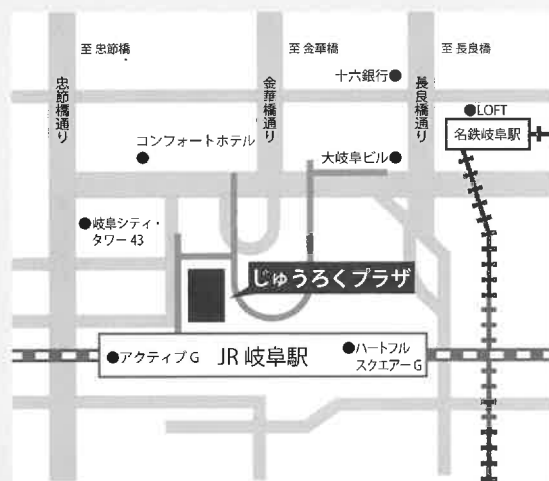 至 忠節橋
至 金華橋
至 長良橋
忠節橋通り
金華橋通り
長良橋通り
十六銀行
LOFT
名鉄岐阜駅
コンフォートホテル
大岐阜ビル
岐阜シティ・
タワー 43
じゅうろくプラザ
アクティブ G
JR 岐阜駅
ハートフル
スクエアー G